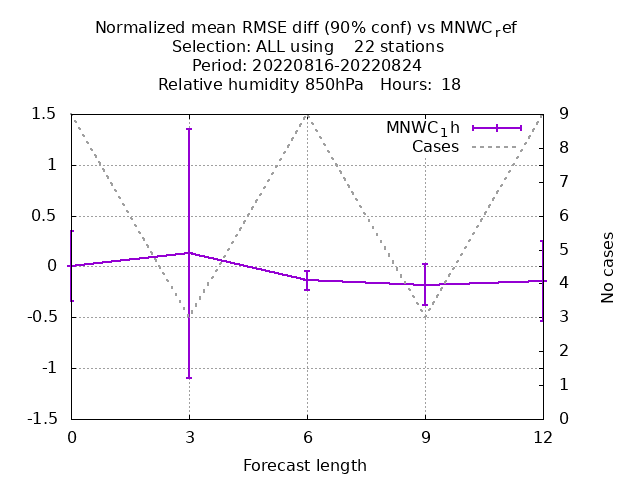 Normalized mean RMSE diff (90% conf) vs MNWCref
Selection: ALL using    22 stations
Period: 20220816-20220824
Relative humidity 850hPa   Hours:  18
MNWC1h
Cases
1.5
1
0.5
0
-0.5
-1
-1.5
9
8
7
6
5
4
3
2
1
0
No cases
0 3 6 9 12
Forecast length